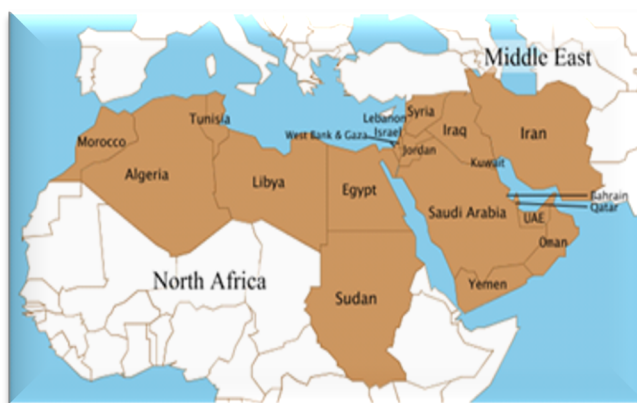 Middle East
Tunisia
Morocco
Algeria
Libya
Egypt
Sudan
North Africa
Lebanon
Syria
Israel
West Bank & Gaza
Jordan
Iraq
Iran
Kuwait
Bahrain
Qatar
Saudi Arabia
UAE
Oman
Yemen